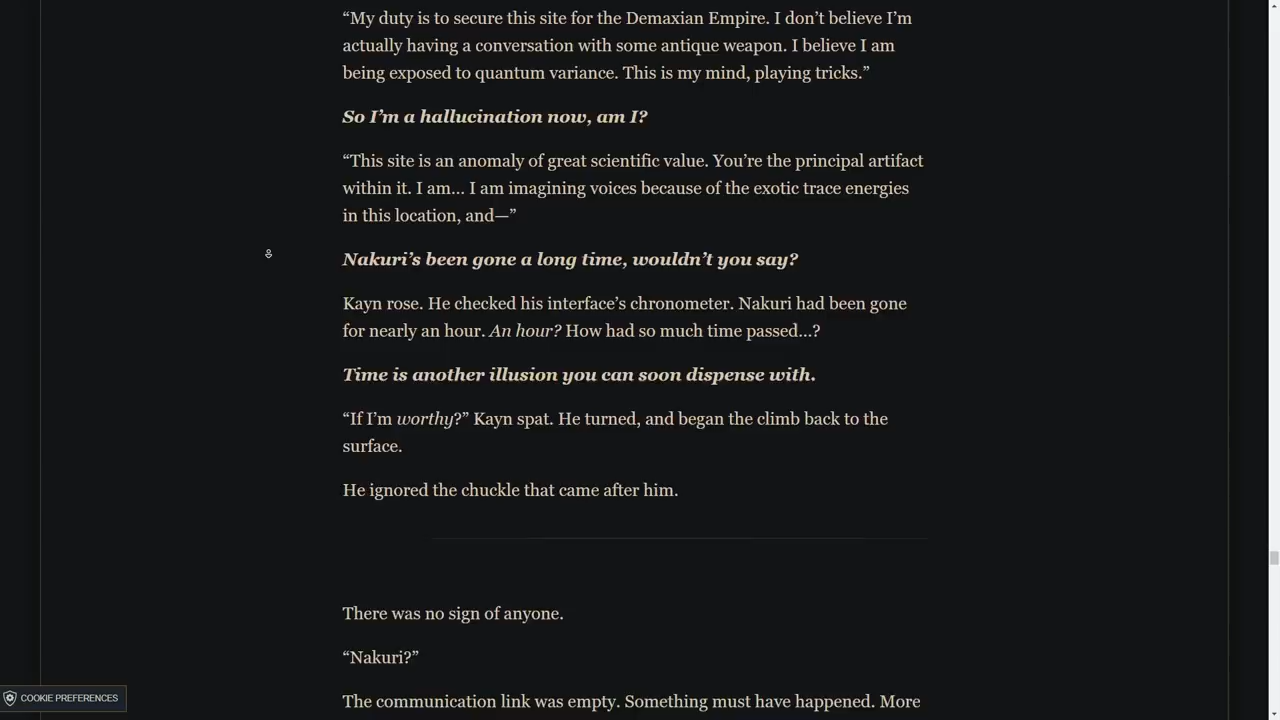 “My duty is to secure this site for the Demaxian Empire. I don’t believe I’m
actually having a conversation with some antique weapon. I believe I am
being exposed to quantum variance. This is my mind, playing tricks.”
So I’m a hallucination now, am I?
“This site is an anomaly of great scientific value. You’re the principal artifact
within it. I am… I am imagining voices because of the exotic trace energies
in this location, and—”
Nakuri’s been gone a long time, wouldn’t you say?
Kayn rose. He checked his interface’s chronometer. Nakuri had been gone
for nearly an hour. An hour? How had so much time passed…?
Time is another illusion you can soon dispense with.
“If I’m worthy?” Kayn spat. He turned, and began the climb back to the
surface.
He ignored the chuckle that came after him.
There was no sign of anyone.
“Nakuri?”
COOKIE PREFERENCES
The communication link was empty. Something must have happened. More